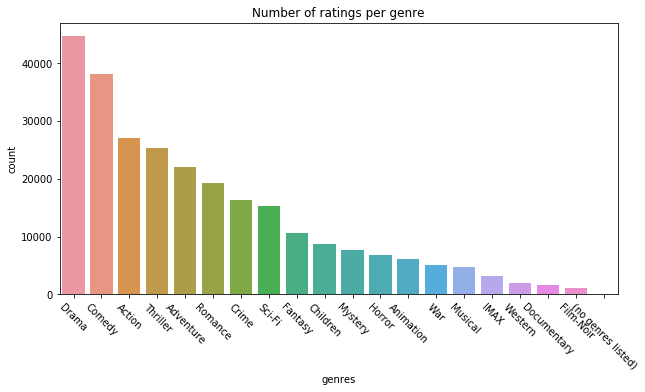 Number of ratings per genre
count
40000
30000
20000
10000
0
Drama
Comedy
Action
Thriller
Adventure
Romance
Crime
Sci-Fi
Fantasy
Children
Mystery
Horror
Animation
War
Musical
IMAX
Western
Documentary
Film-Noir
(no genres listed)
genres